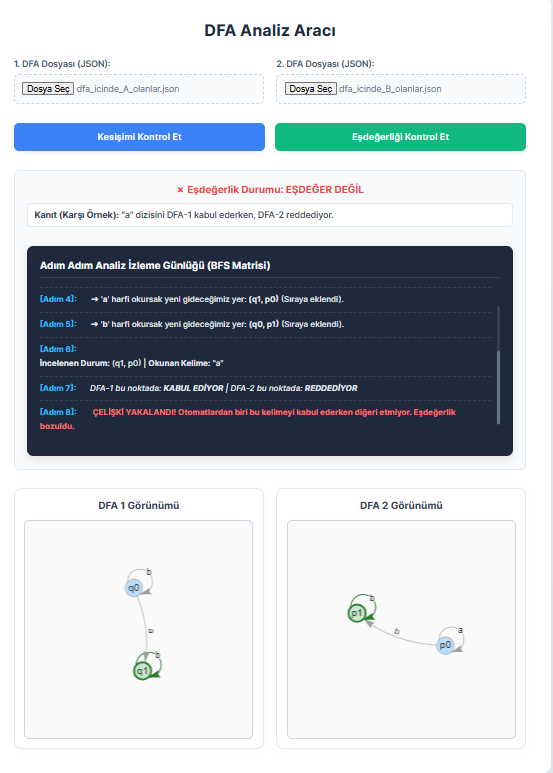 DFA Analiz Aracı
1. DFA Dosyası (JSON):
2. DFA Dosyası (JSON):
Dosya Seç dfa_icinde_A_olanlar.json
Dosya Seç dfa_icinde_B_olanlar.json
Kesişimi Kontrol Et
Eşdeğerliği Kontrol Et
× Eşdeğerlik Durumu: EŞDEĞER DEĞİL
Kanıt (Karşı Örnek): "a" dizisini DFA-1 kabul ederken, DFA-2 reddediyor.
Adım Adım Analiz İzleme Günlüğü (BFS Matrisi)
[Adım 4]: ➔ 'a' harfi okursak yeni gideceğimiz yer: (q1, p0) (Sıraya eklendi).
[Adım 5]: ➔ 'b' harfi okursak yeni gideceğimiz yer: (q0, p1) (Sıraya eklendi).
[Adım 6]:
İncelenen Durum: (q1, p0) | Okunan Kelime: "a"
[Adım 7]: DFA-1 bu noktada: KABUL EDİYOR | DFA-2 bu noktada: REDDEDİYOR
[Adım 8]: ÇELİŞKİ YAKALANDI! Otomatlardan biri bu kelimeyi kabul ederken diğeri etmiyor. Eşdeğerlik
bozuldu.
DFA 1 Görünümü
DFA 2 Görünümü
b
q0
a
b
q1
b
p1
b
a
p0